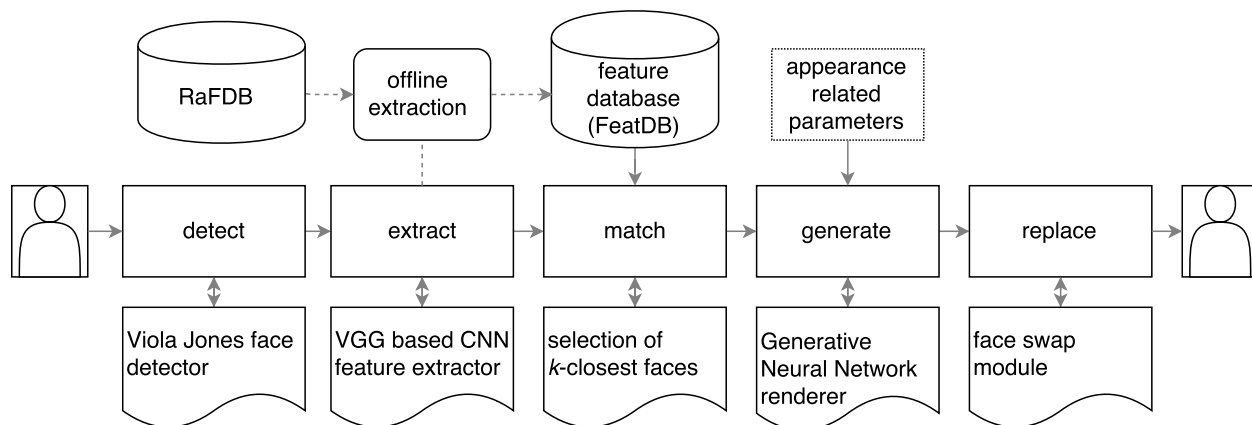 RaFDB
offline
extraction
feature
database
(FeatDB)
appearance
related
parameters
detect
extract
match
generate
replace
Viola Jones face
detector
VGG based CNN
feature extractor
selection of
k-closest faces
Generative
Neural Network
renderer
face swap
module